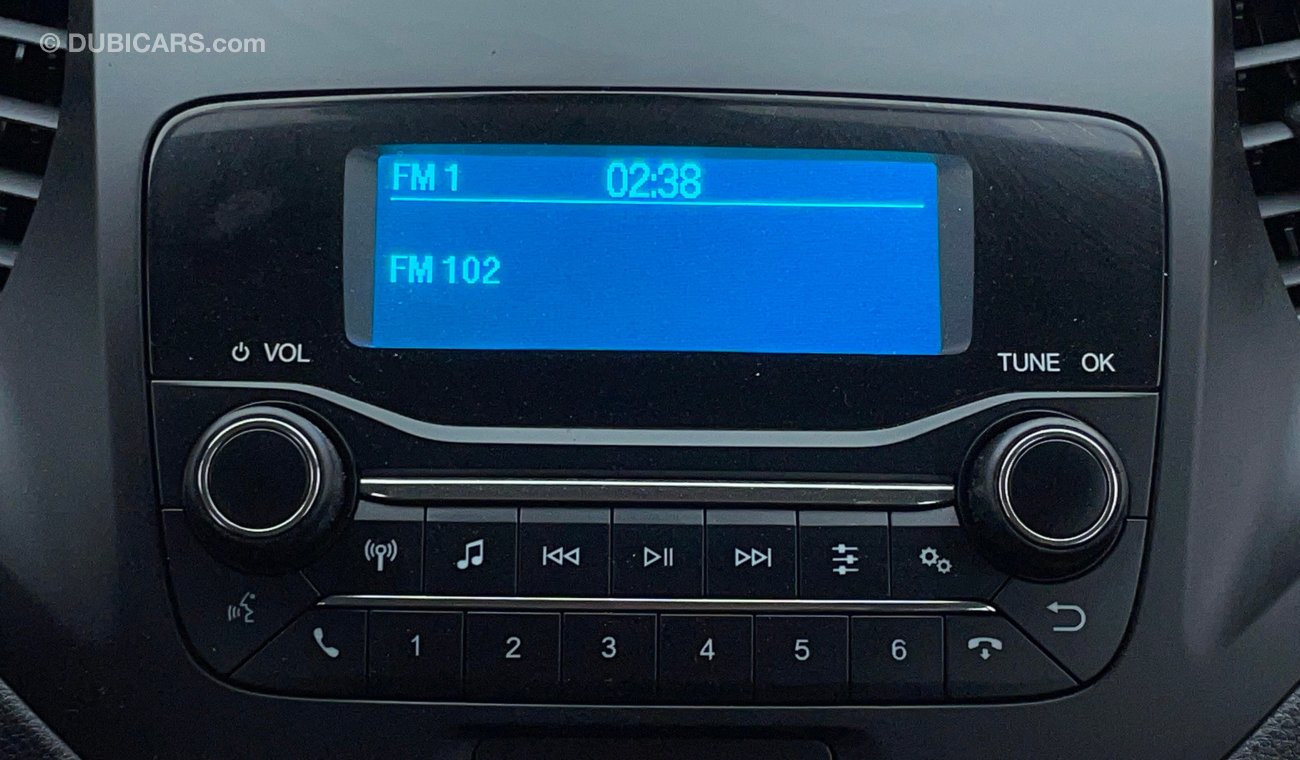 © DUBICARS.com
FM 1 02:38
FM 102
VOL
TUNE OK
1 2 3 4 5 6